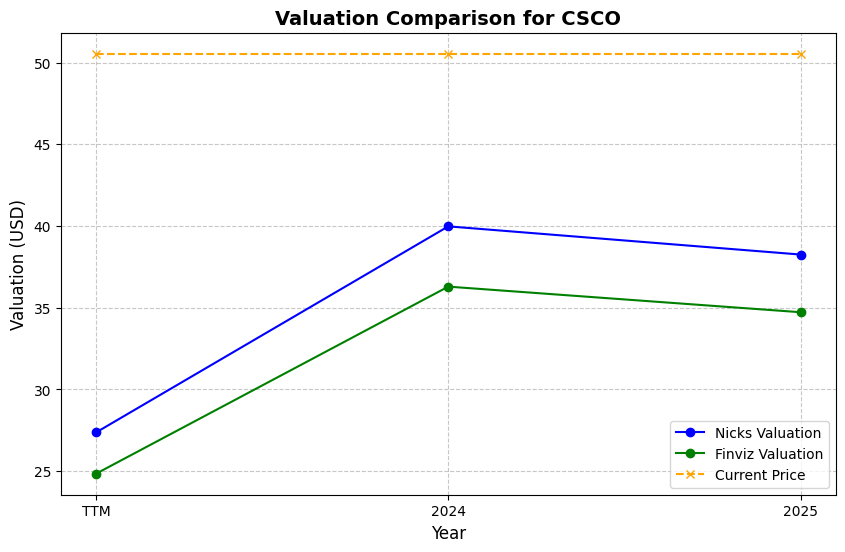 Valuation Comparison for CSCO
Valuation (USD)
50
45
40
35
30
25
TTM
2024
2025
Year
Nicks Valuation
Finviz Valuation
Current Price